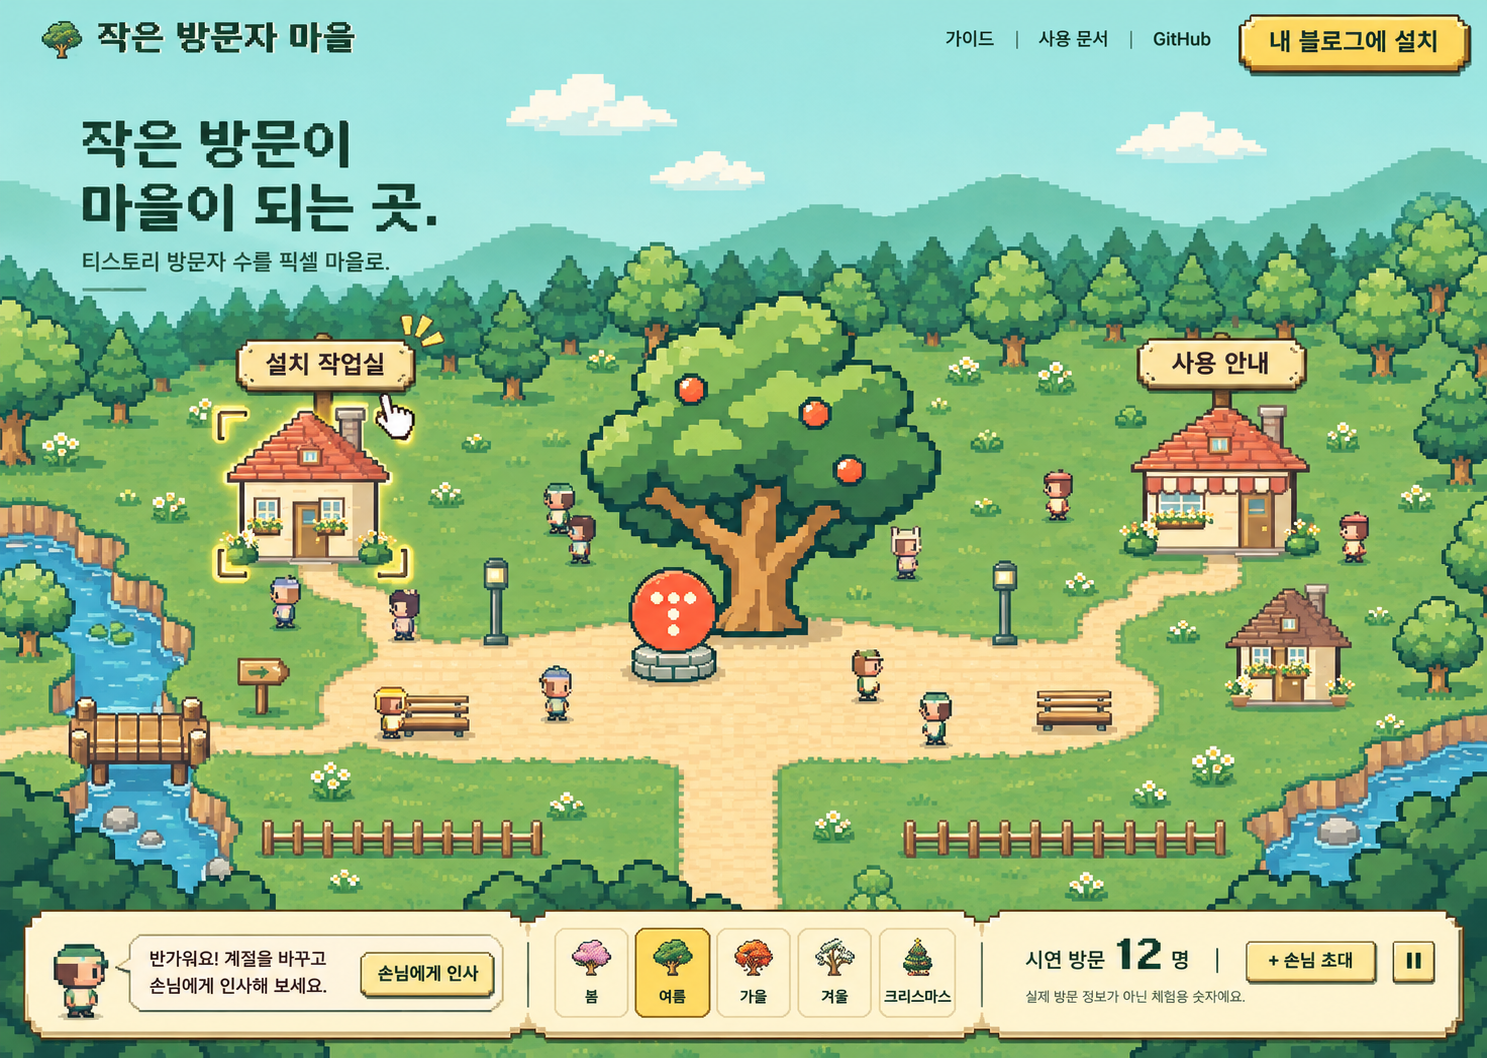 작은 방문자 마을
가이드 | 사용 문서 | GitHub
내 블로그에 설치
작은 방문이
마을이 되는 곳.
티스토리 방문자 수를 픽셀 마을로.
설치 작업실
사용 안내
반가워요! 계절을 바꾸고
손님에게 인사해 보세요.
손님에게 인사
봄
여름
가을
겨울
크리스마스
시연 방문 12 명 |
+ 손님 초대
실제 방문 정보가 아닌 체험용 숫자예요.